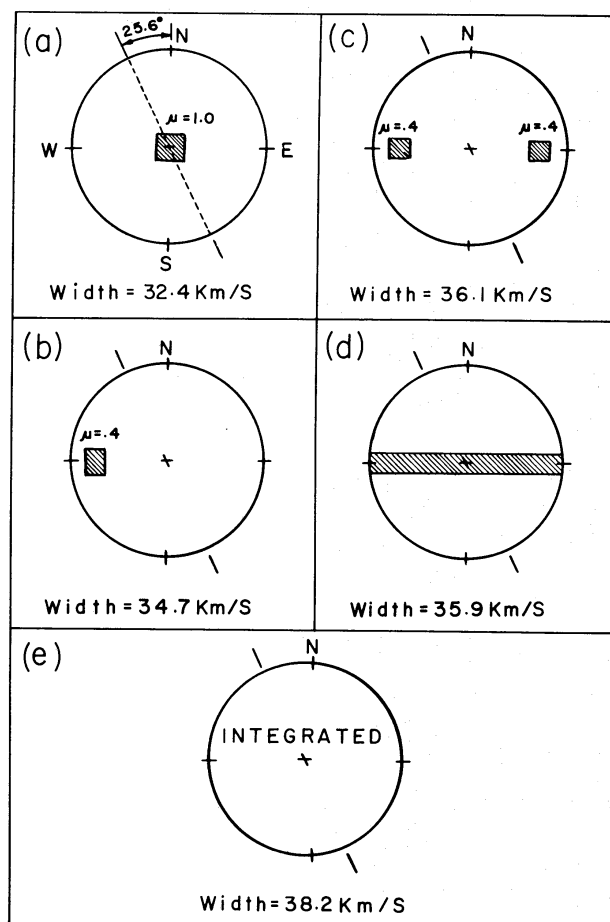 (a)
25.6°
N
μ=1.0
W
E
S
Width = 32.4 Km/S
(c)
N
μ=.4
μ=.4
Width = 36.1 Km/S
(b)
N
μ=.4
Width = 34.7 Km/S
(d)
N
Width = 35.9 Km/S
(e)
N
INTEGRATED
Width = 38.2 Km/S